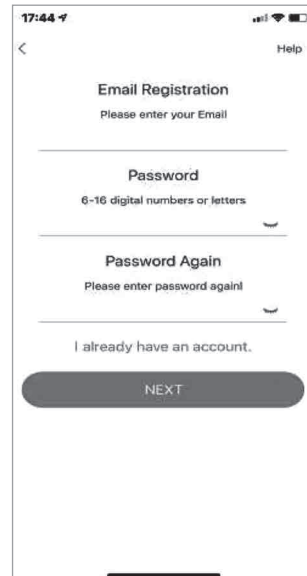 17:44
Help
Email Registration
Please enter your Email
Password
6-16 digital numbers or letters
Password Again
Please enter password again!
I already have an account.
NEXT